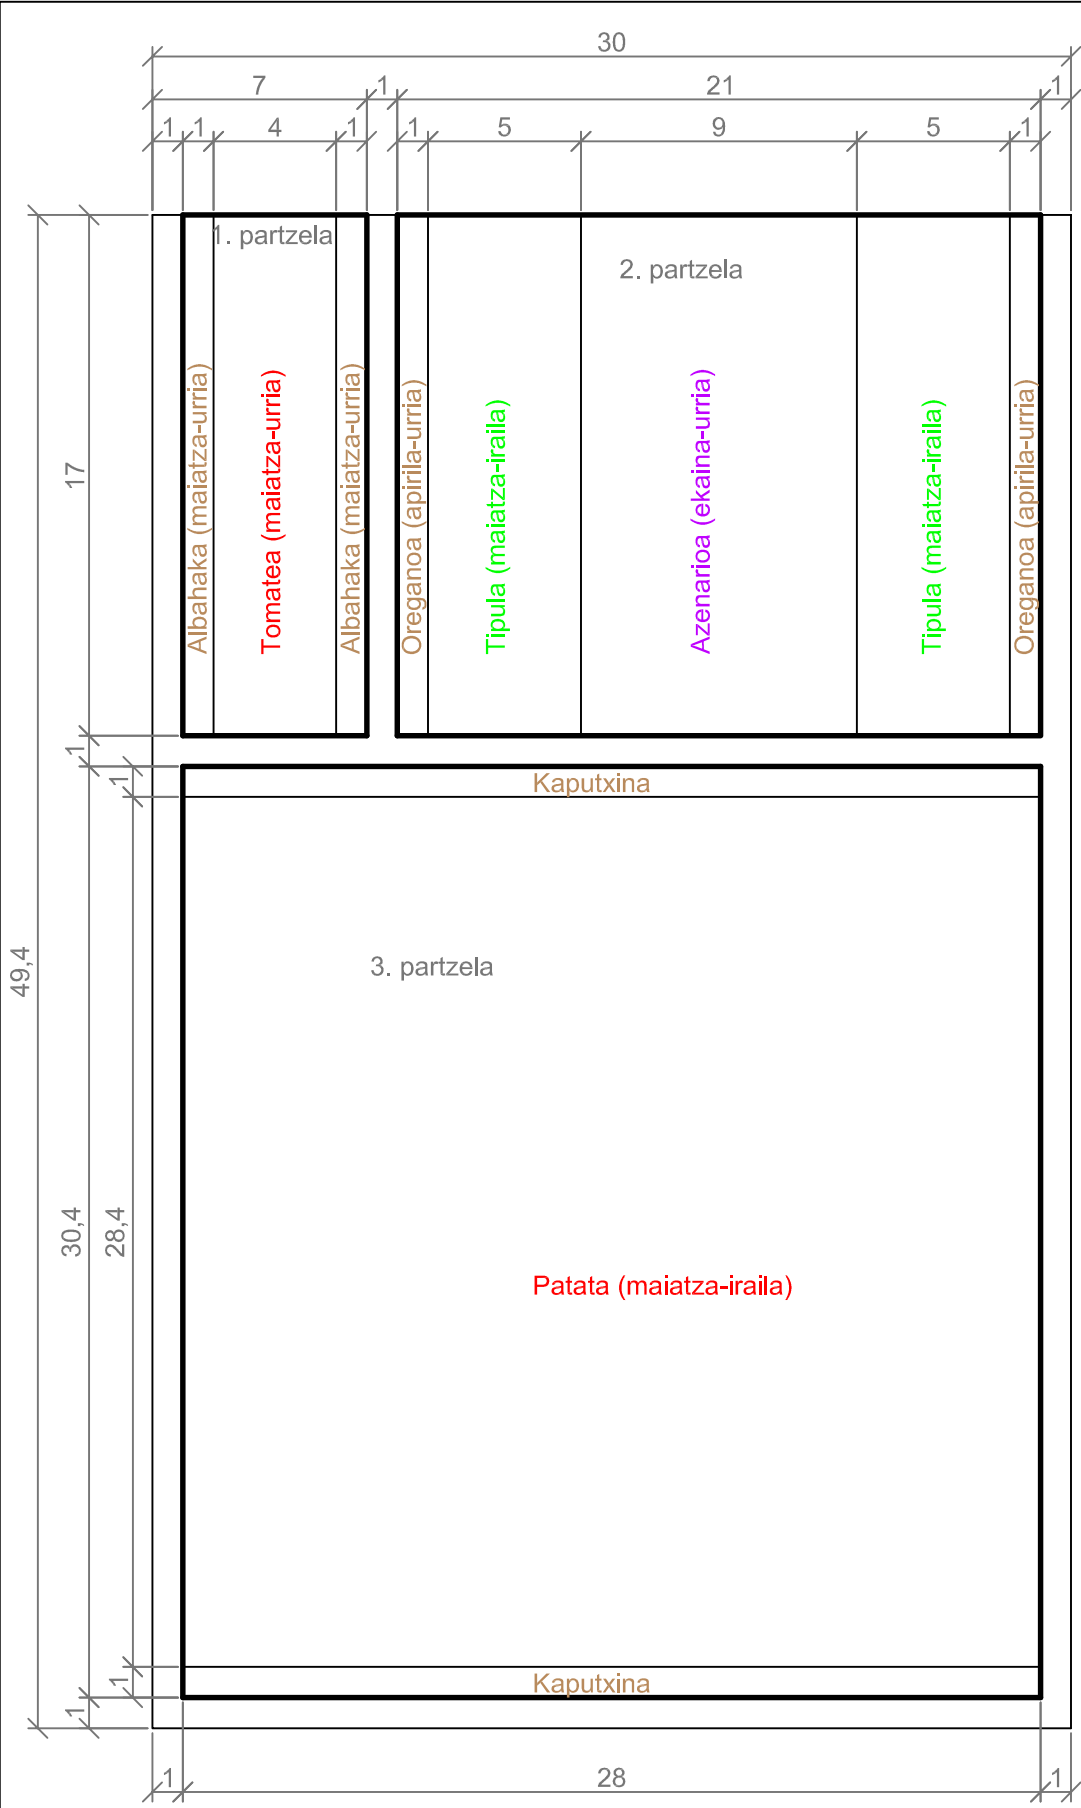 30
7
1
21
1
1
1
4
1
1
5
9
5
1
1. partzela
2. partzela
Albahaka (maiatza-urria)
Tomatea (maiatza-urria)
Albahaka (maiatza-urria)
Oreganoa (apirila-urria)
Tipula (maiatza-iraila)
Azenarioa (ekaina-urria)
Tipula (maiatza-iraila)
Oreganoa (apirila-urria)
17
1
1
Kaputxina
49,4
3. partzela
30,4
28,4
Patata (maiatza-iraila)
1
Kaputxina
1
1
28
1